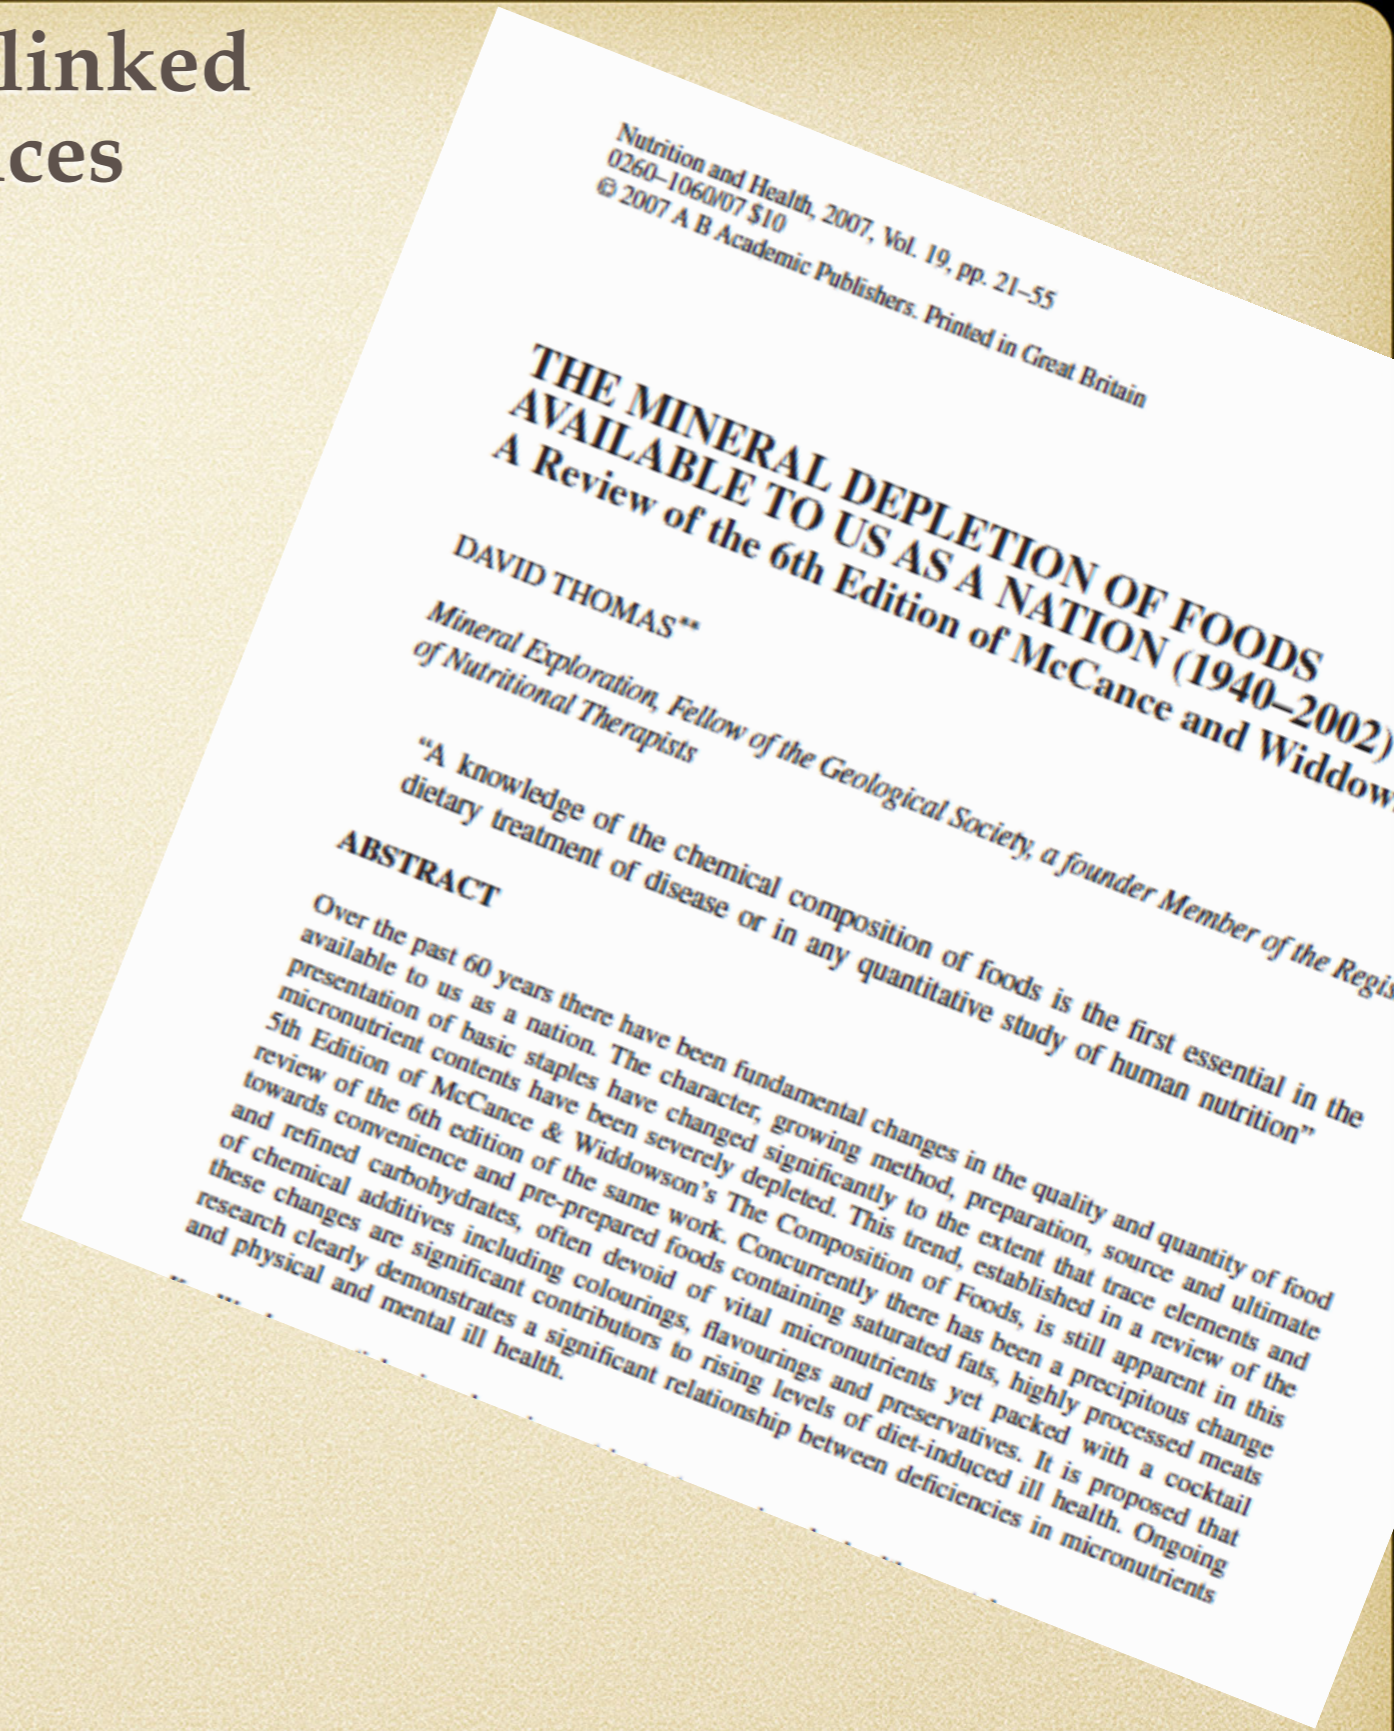 linked
ces
Nutrition and Health, 2007, Vol. 19, pp. 21–55
0260–1060/07 $10
© 2007 A B Academic Publishers. Printed in Great Britain
THE MINERAL DEPLETION OF FOODS
AVAILABLE TO US AS A NATION (1940–2002)
A Review of the 6th Edition of McCance and Widdow
DAVID THOMAS**
Mineral Exploration, Fellow of the Geological Society, a founder Member of the Regis
of Nutritional Therapists
“A knowledge of the chemical composition of foods is the first essential in the
dietary treatment of disease or in any quantitative study of human nutrition”
ABSTRACT
Over the past 60 years there have been fundamental changes in the quality and quantity of food
available to us as a nation. The character, growing method, preparation, source and ultimate
presentation of basic staples have changed significantly to the extent that trace elements and
micronutrient contents have been severely depleted. This trend, established in a review of the
5th Edition of McCance & Widdowson’s The Composition of Foods, is still apparent in this
review of the 6th edition of the same work. Concurrently there has been a precipitous change
towards convenience and pre-prepared foods containing saturated fats, highly processed meats
and refined carbohydrates, often devoid of vital micronutrients yet packed with a cocktail
of chemical additives including colourings, flavourings and preservatives. It is proposed that
these changes are significant contributors to rising levels of diet-induced ill health. Ongoing
research clearly demonstrates a significant relationship between deficiencies in micronutrients
and physical and mental ill health.